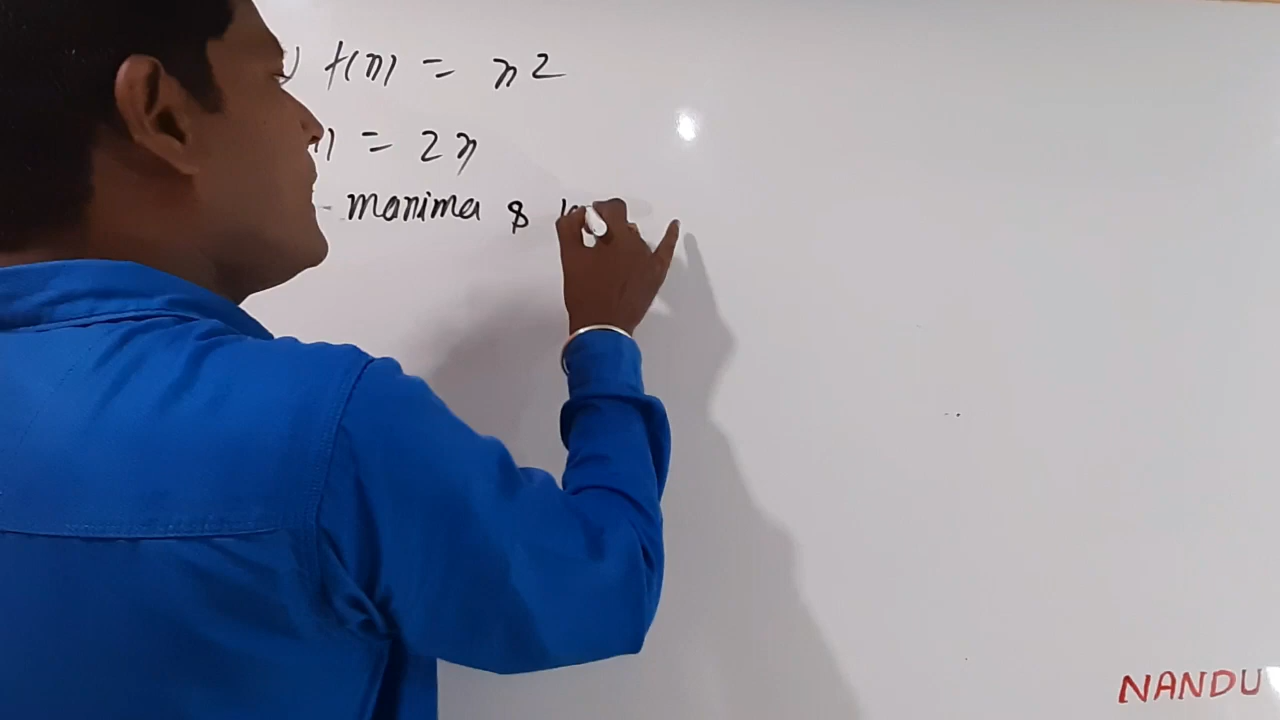 ) f(x) = x2
) = 2x
- maxima &
NANDU